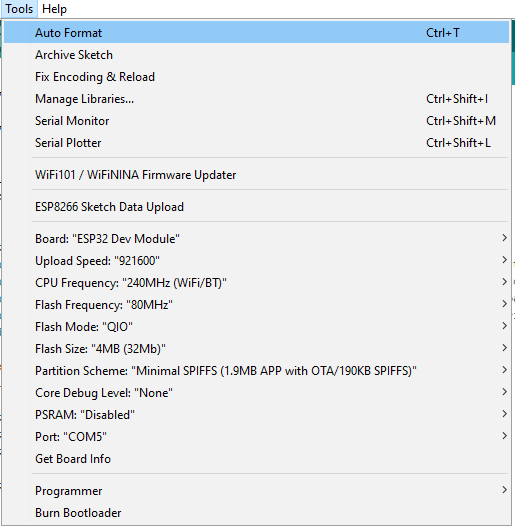 Tools Help
Auto Format Ctrl+T
Archive Sketch
Fix Encoding & Reload
Manage Libraries... Ctrl+Shift+I
Serial Monitor Ctrl+Shift+M
Serial Plotter Ctrl+Shift+L
WiFi101 / WiFiNINA Firmware Updater
ESP8266 Sketch Data Upload
Board: "ESP32 Dev Module"
Upload Speed: "921600"
CPU Frequency: "240MHz (WiFi/BT)"
Flash Frequency: "80MHz"
Flash Mode: "QIO"
Flash Size: "4MB (32Mb)"
Partition Scheme: "Minimal SPIFFS (1.9MB APP with OTA/190KB SPIFFS)"
Core Debug Level: "None"
PSRAM: "Disabled"
Port: "COM5"
Get Board Info
Programmer
Burn Bootloader